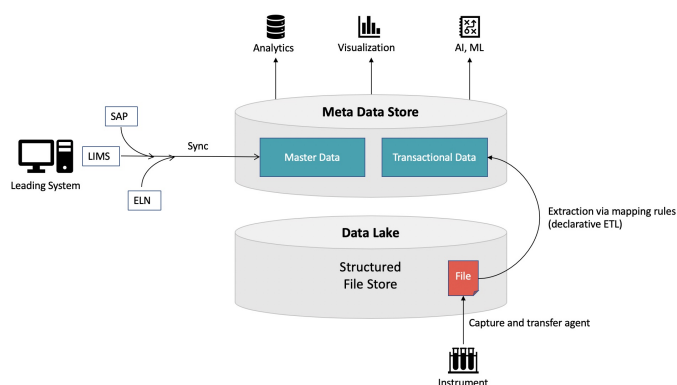 Analytics
Visualization
AI, ML
Meta Data Store
SAP
LIMS
ELN
Sync
Leading System
Master Data
Transactional Data
Extraction via mapping rules
(declarative ETL)
Data Lake
Structured
File Store
File
Capture and transfer agent
Instrument